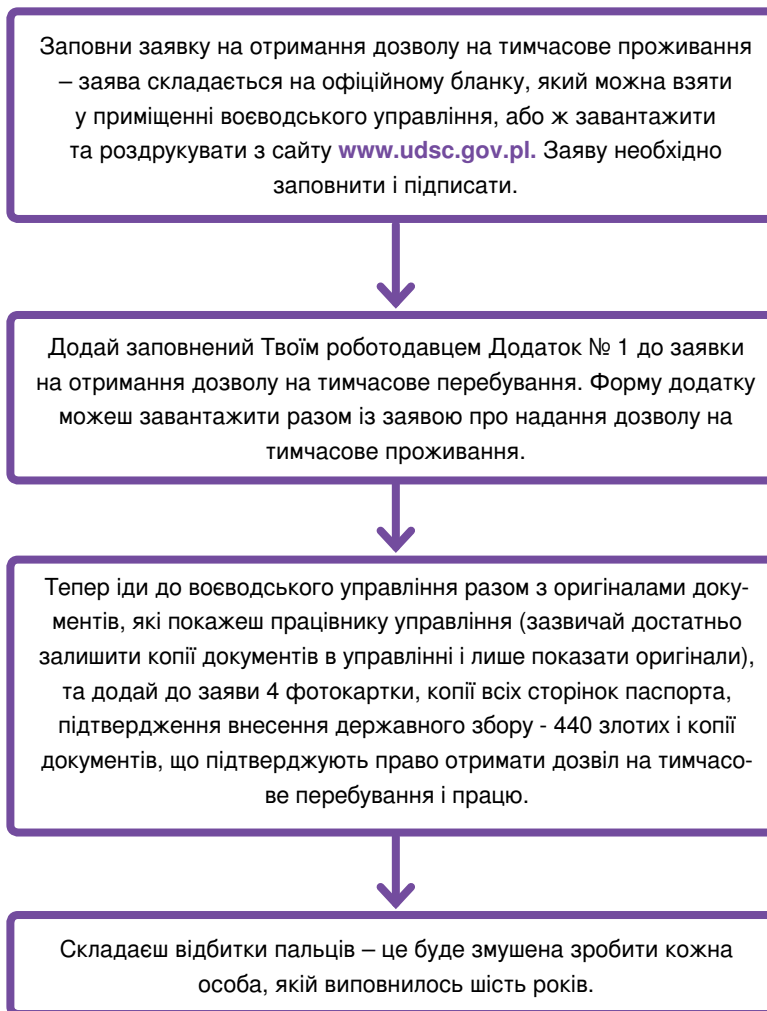 Заповни заявку на отримання дозволу на тимчасове проживання
– заява складається на офіційному бланку, який можна взяти
у приміщенні воєводського управління, або ж завантажити
та роздрукувати з сайту www.udsc.gov.pl. Заяву необхідно
заповнити і підписати.
Додай заповнений Твоїм роботодавцем Додаток № 1 до заявки
на отримання дозволу на тимчасове перебування. Форму додатку
можеш завантажити разом із заявою про надання дозволу на
тимчасове проживання.
Тепер іди до воєводського управління разом з оригіналами доку-
ментів, які покажеш працівнику управління (зазвичай достатньо
залишити копії документів в управлінні і лише показати оригінали),
та додай до заяви 4 фотокартки, копії всіх сторінок паспорта,
підтвердження внесення державного збору - 440 злотих і копії
документів, що підтверджують право отримати дозвіл на тимчасо-
ве перебування і працю.
Складаєш відбитки пальців – це буде змушена зробити кожна
особа, якій виповнилось шість років.